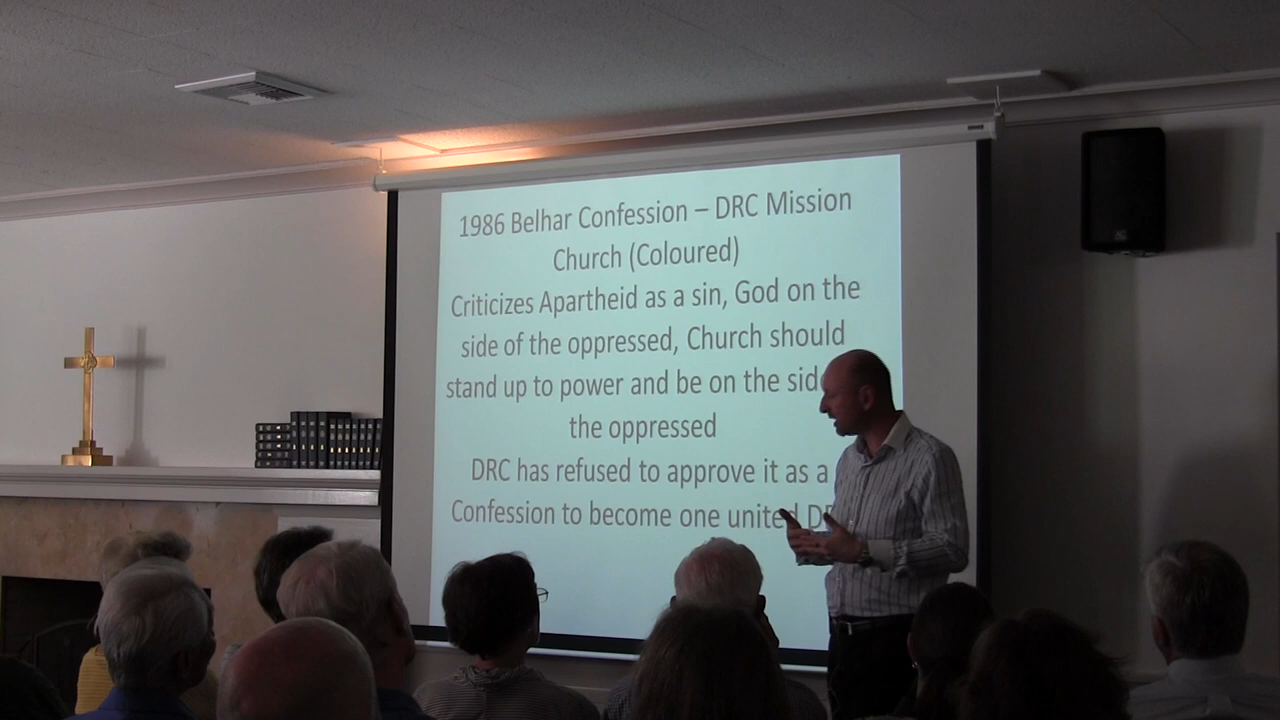 1986 Belhar Confession – DRC Mission
Church (Coloured)
Criticizes Apartheid as a sin, God on the
side of the oppressed, Church should
stand up to power and be on the
the oppressed
DRC has refused to approve it as a
Confession to become one united